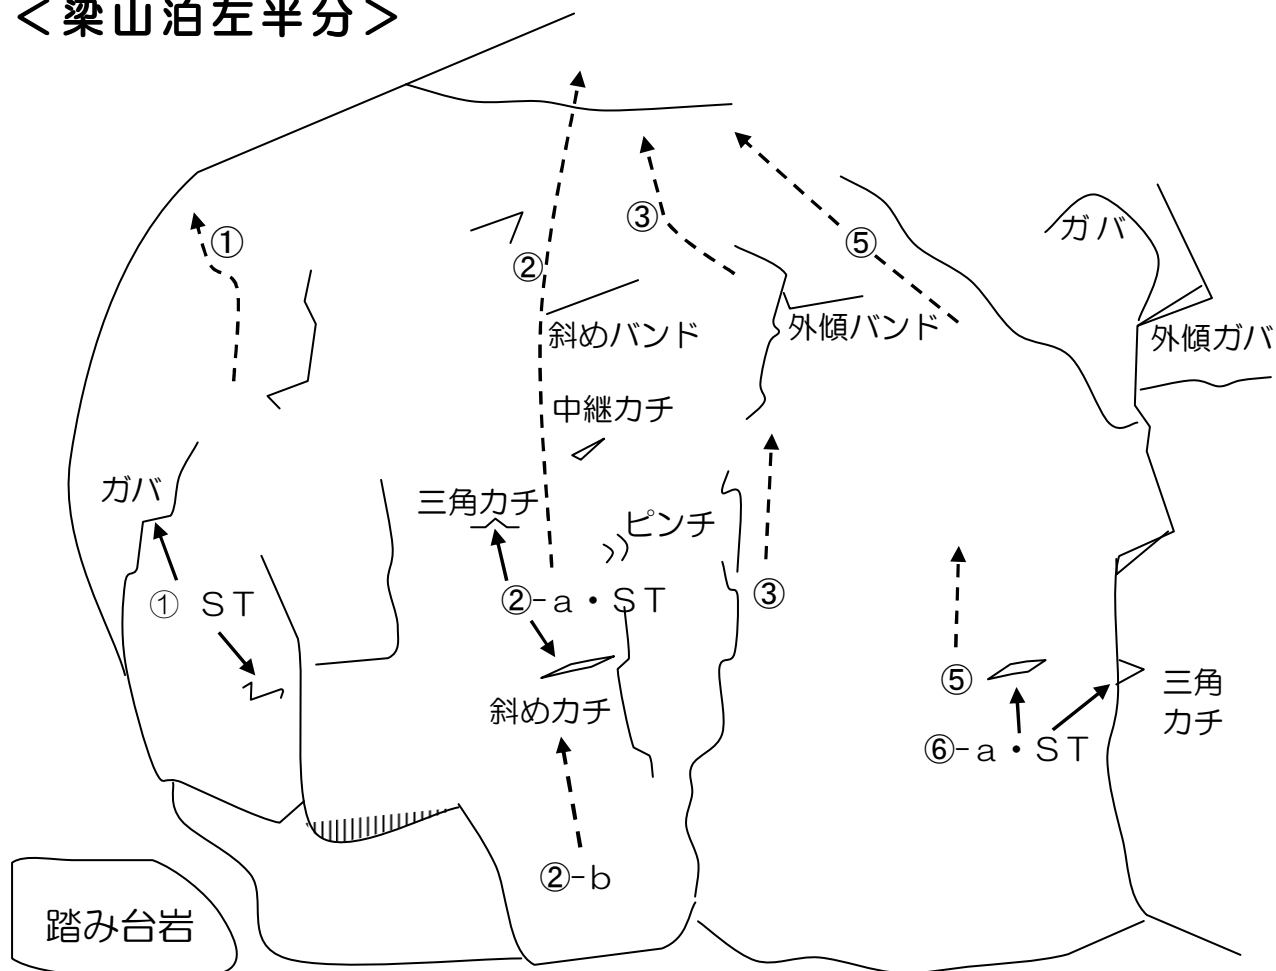 ＜梁山泊左半分＞
①
②
③
⑤
ガバ
斜めバンド
外傾バンド
外傾ガバ
中継カチ
ガバ
三角カチ
ピンチ
① ST
②-a・ST
③
⑤
斜めカチ
三角
カチ
⑥-a・ST
②-b
踏み台岩